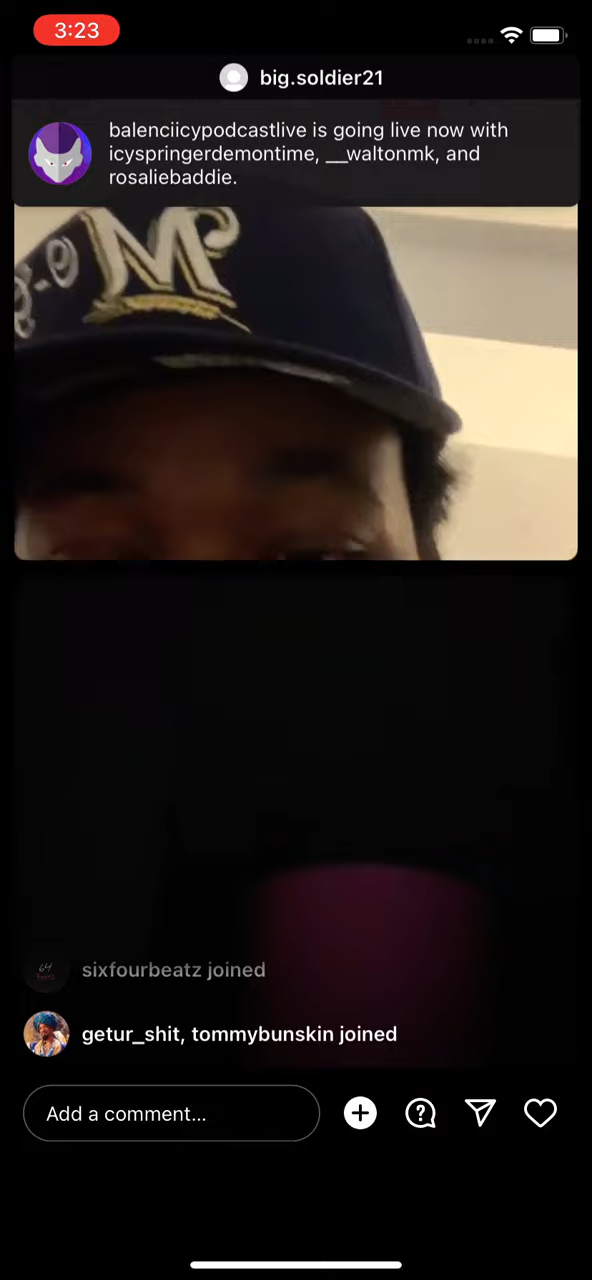 3:23
big.soldier21
balenciicypodcastlive is going live now with
icyspringerdemontime, __waltonmk, and
rosaliebaddie.
M
sixfourbeatz joined
getur_shit, tommybunskin joined
Add a comment...